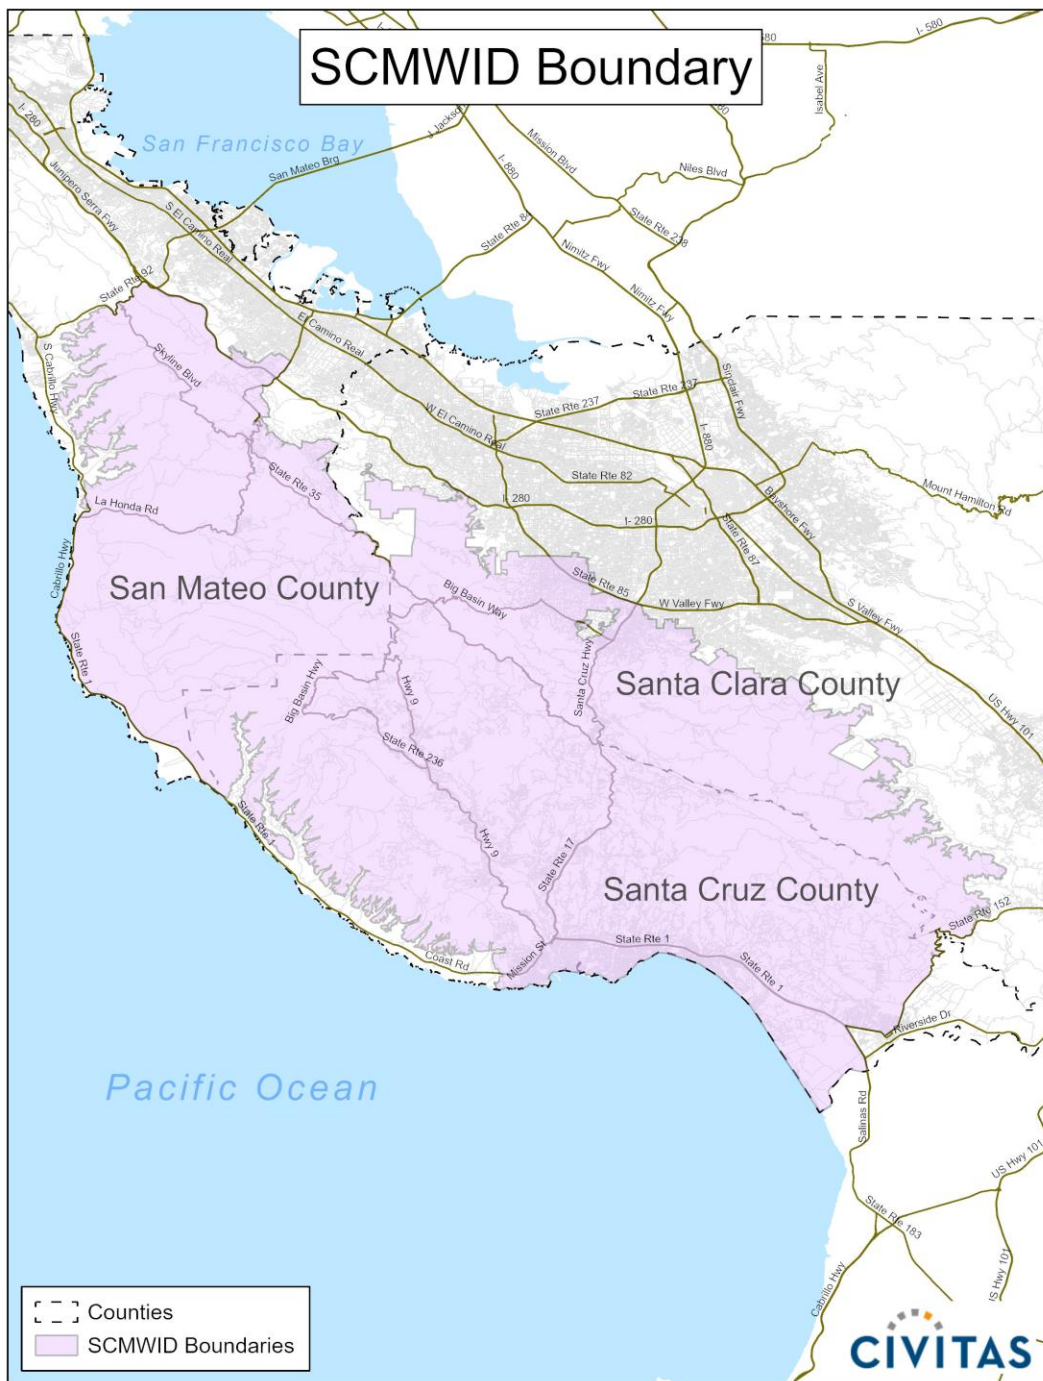 I- 580
580
SCMWID Boundary
80
Isabel Ave
I- 280
San Francisco Bay
J Jackson
Mission Blvd
San Mateo Brg
I- 880
Niles Blvd
Junipero Serra Fwy
S El Camino Real
State Rte 84
State Rte 238
Nimitz Fwy
State Rte 92
Nimitz Fwy
El Camino Real
S Cabrillo Hwy
Skyline Blvd
Sinclair Fwy
State Rte 237
State Rte 237
W El Camino Real
I- 880
State Rte 35
State Rte 82
Mount Hamilton Rd
La Honda Rd
I- 280
I- 280
Bayshore Fwy
State Rte 87
Cabrillo Hwy
San Mateo County
Big Basin Way
State Rte 85
W Valley Fwy
S Valley Fwy
State Rte 1
Big Basin Hwy
Hwy 9
Santa Cruz Hwy
Santa Clara County
US Hwy 101
State Rte 236
State Rte 1
Hwy 9
State Rte 17
Santa Cruz County
State Rte 152
Coast Rd
Mission St
State Rte 1
State Rte 1
Riverside Dr
Pacific Ocean
Salinas Rd
US Hwy 101
State Rte 183
Cabrillo Hwy
US Hwy 101
Counties
SCMWID Boundaries
CIVITAS